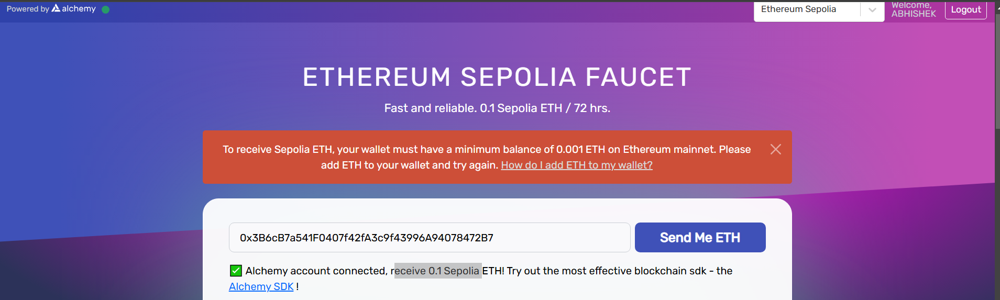 Powered by alchemy
Ethereum Sepolia
Welcome,
ABHISHEK
Logout
ETHEREUM SEPOLIA FAUCET
Fast and reliable. 0.1 Sepolia ETH / 72 hrs.
To receive Sepolia ETH, your wallet must have a minimum balance of 0.001 ETH on Ethereum mainnet. Please
add ETH to your wallet and try again. How do I add ETH to my wallet?
0x3B6cB7a541F0407f42fA3c9f43996A94078472B7
Send Me ETH
✅ Alchemy account connected, receive 0.1 Sepolia ETH! Try out the most effective blockchain sdk - the
Alchemy SDK !